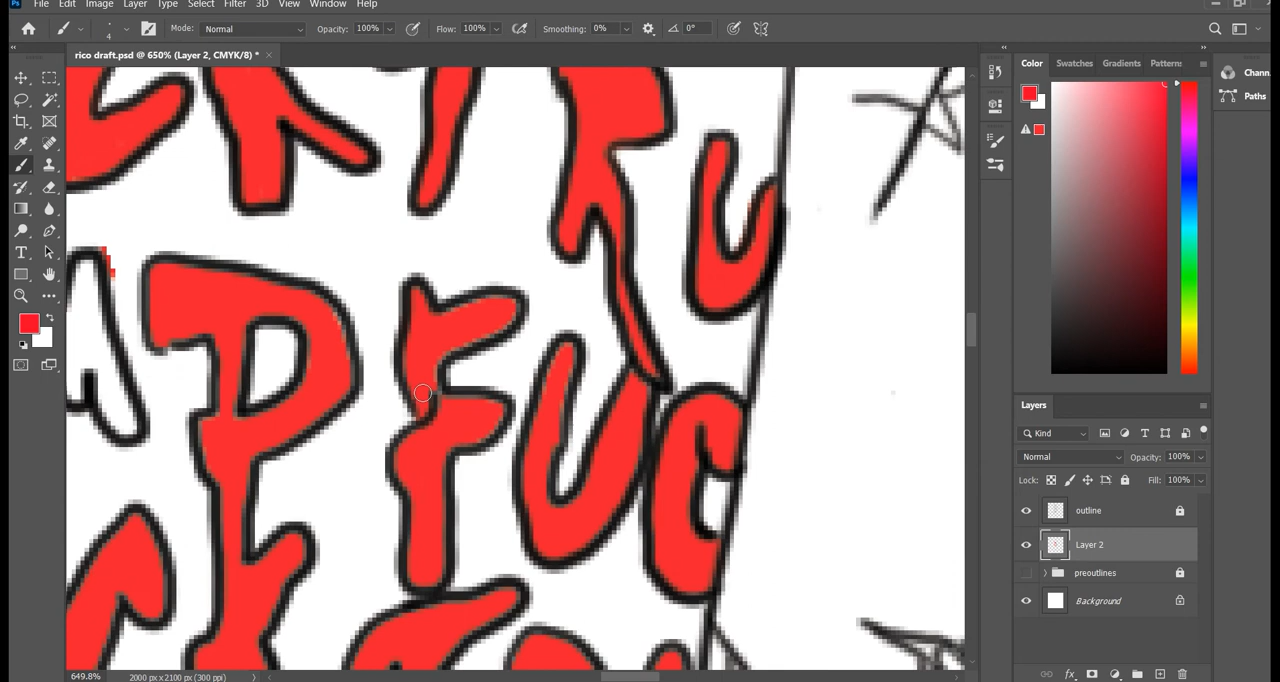 File Edit Image Layer Type Select Filter 3D View Window Help
4 Mode: Normal Opacity: 100% Flow: 100% Smoothing: 0% 0°
rico draft.psd @ 650% (Layer 2, CMYK/8) *
Color Swatches Gradients Pattern:
Chann
Paths
U
P F U C
Layers
Kind
Normal Opacity: 100%
Lock: Fill: 100%
outline
Layer 2
preoutlines
Background
649.8% 2000 px x 2100 px (300 ppi)